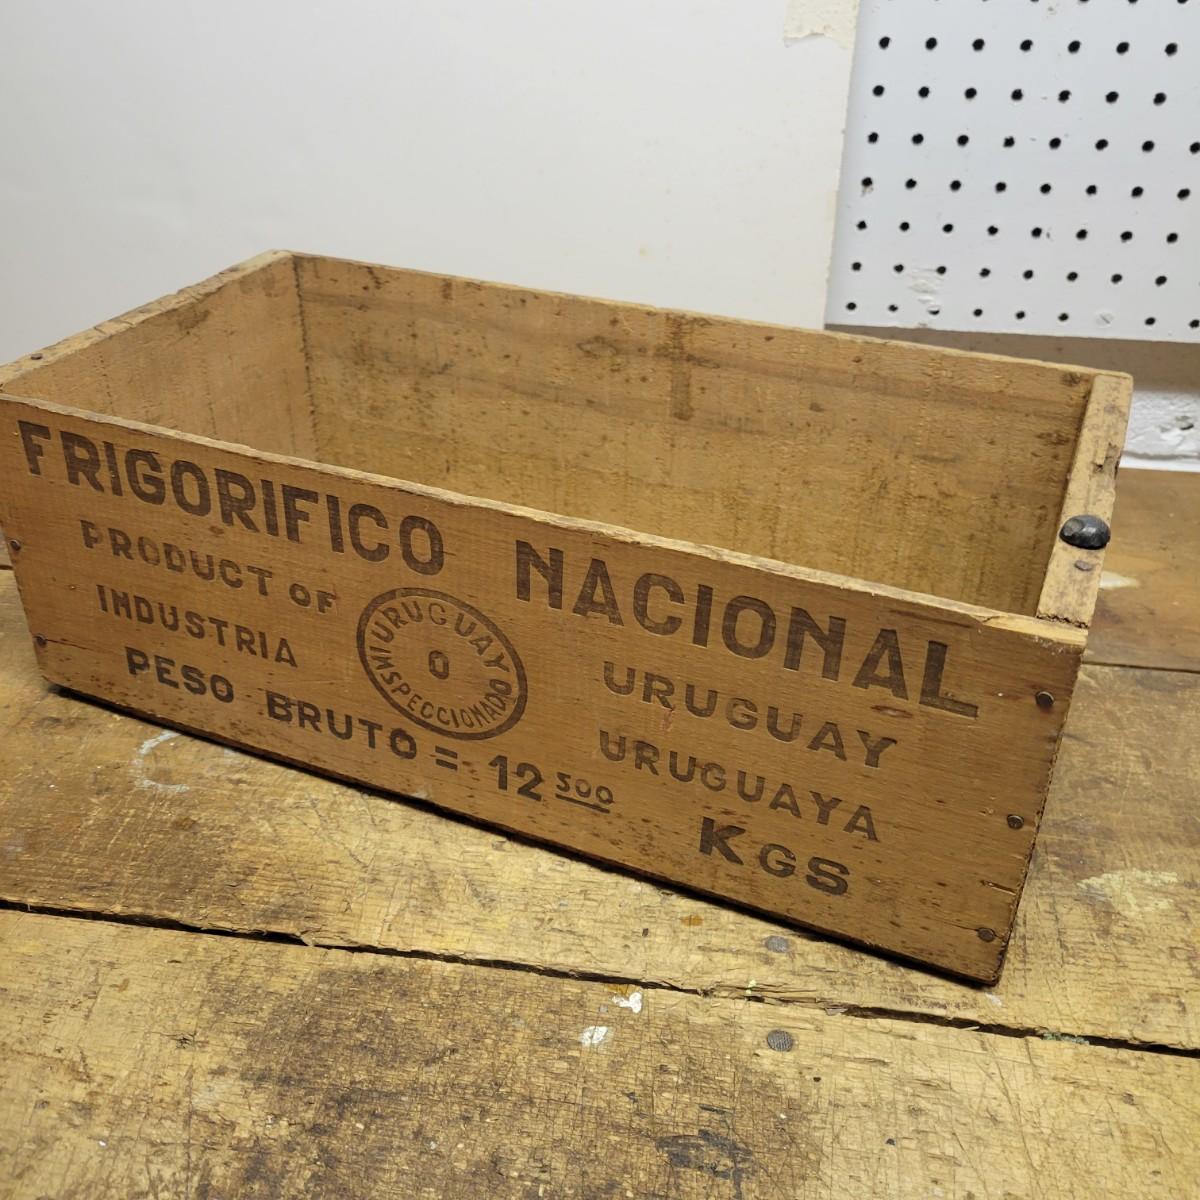 FRIGORIFICO NACIONAL
PRODUCT OF URUGUAY
INDUSTRIA URUGUAYA
URUGUAY
0
INSPECCIONADO
PESO BRUTO = 12 500 KGS